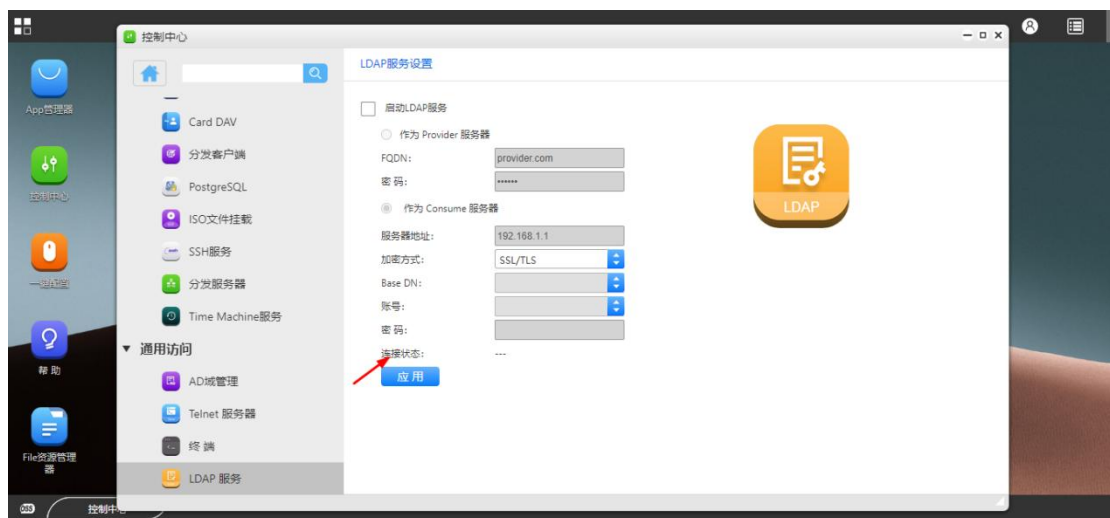 控制中心
LDAP服务设置
App管理器
控制中心
一键配置
帮 助
File资源管理
器
Card DAV
分发客户端
PostgreSQL
ISO文件挂载
SSH服务
分发服务器
Time Machine服务
通用访问
AD域管理
Telnet 服务器
终 端
LDAP 服务
启动LDAP服务
作为 Provider 服务器
FQDN:
provider.com
密 码:
••••••
作为 Consume 服务器
服务器地址:
192.168.1.1
加密方式:
SSL/TLS
Base DN:
账号:
密 码:
连接状态:
---
应 用
LDAP
控制中心